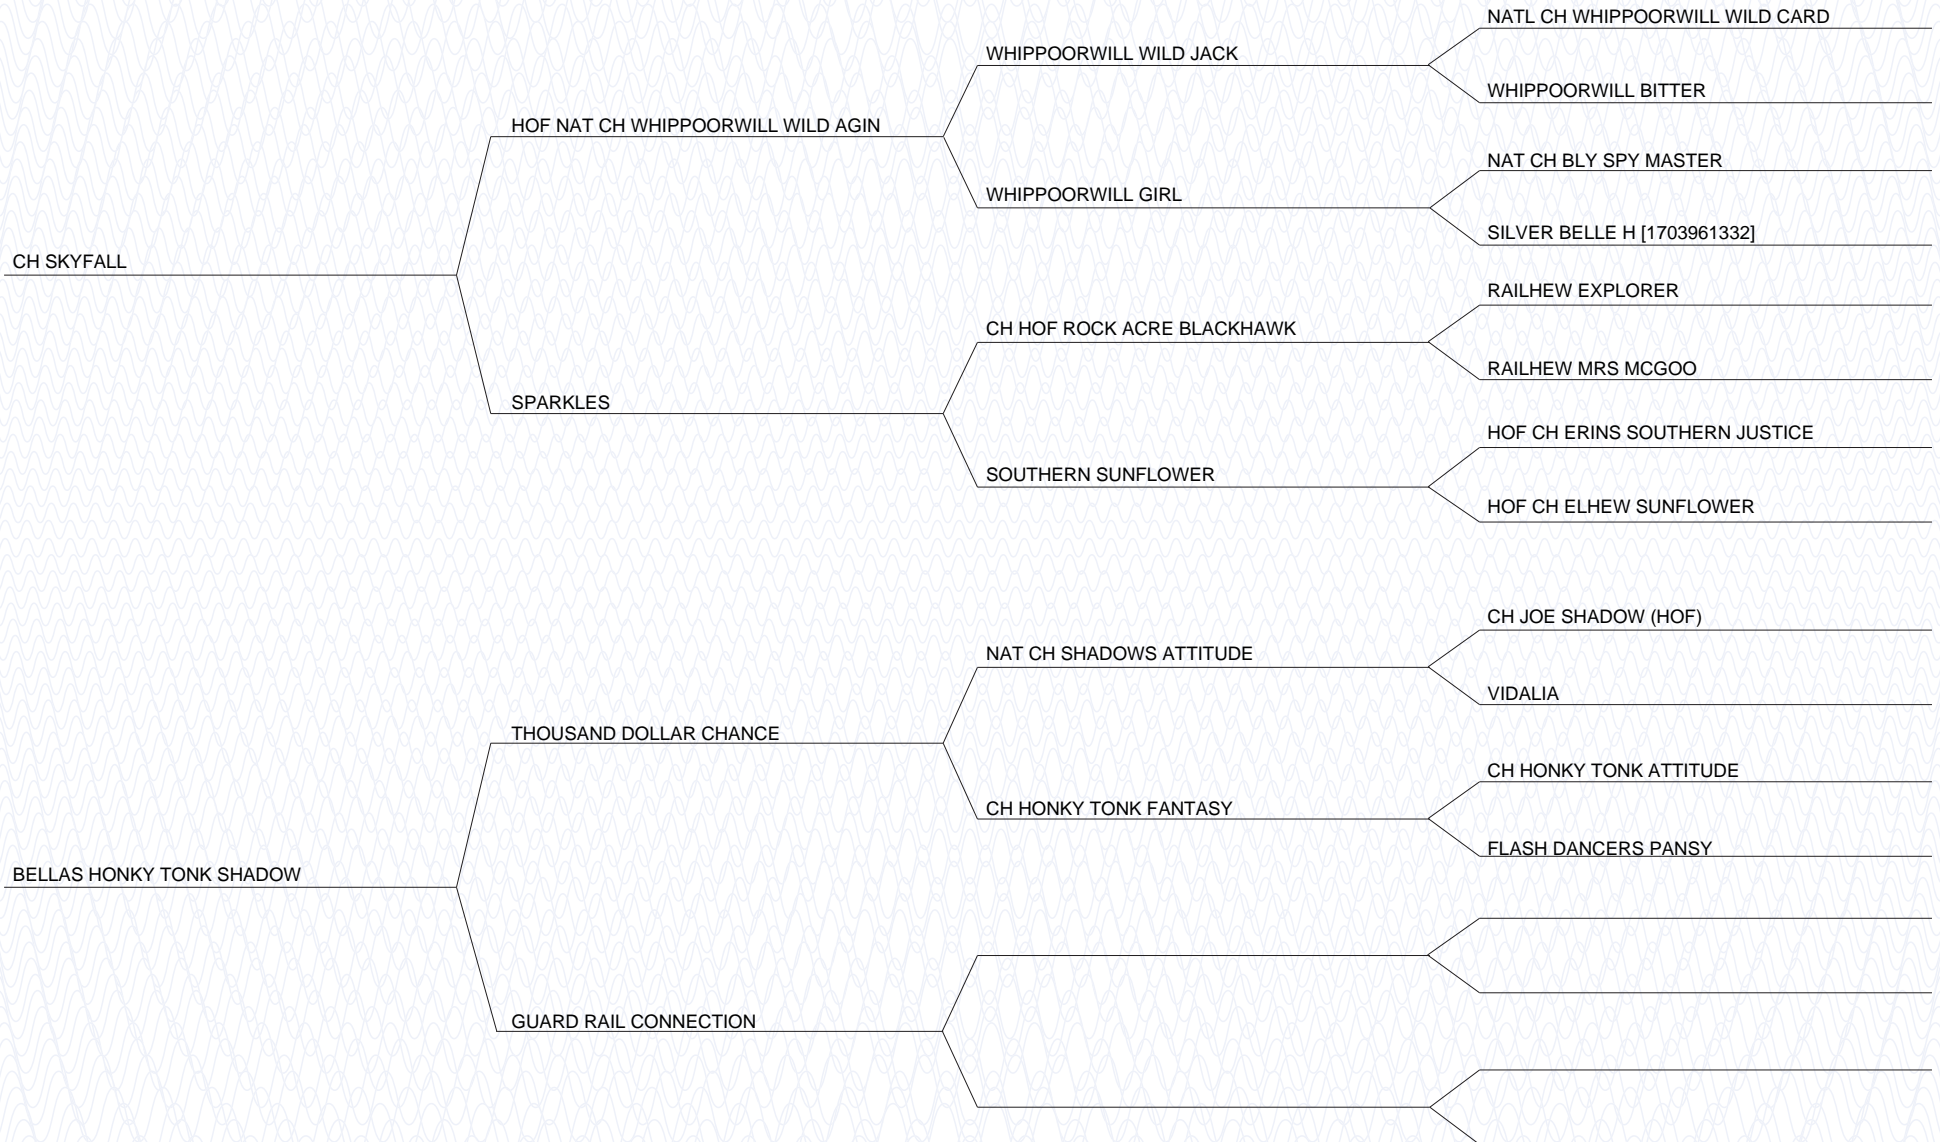 NATL CH WHIPPOORWILL WILD CARD
WHIPPOORWILL WILD JACK
WHIPPOORWILL BITTER
HOF NAT CH WHIPPOORWILL WILD AGIN
NAT CH BLY SPY MASTER
WHIPPOORWILL GIRL
SILVER BELLE H [1703961332]
CH SKYFALL
RAILHEW EXPLORER
CH HOF ROCK ACRE BLACKHAWK
RAILHEW MRS MCGOO
SPARKLES
HOF CH ERINS SOUTHERN JUSTICE
SOUTHERN SUNFLOWER
HOF CH ELHEW SUNFLOWER
CH JOE SHADOW (HOF)
NAT CH SHADOWS ATTITUDE
VIDALIA
THOUSAND DOLLAR CHANCE
CH HONKY TONK ATTITUDE
CH HONKY TONK FANTASY
FLASH DANCERS PANSY
BELLAS HONKY TONK SHADOW
GUARD RAIL CONNECTION